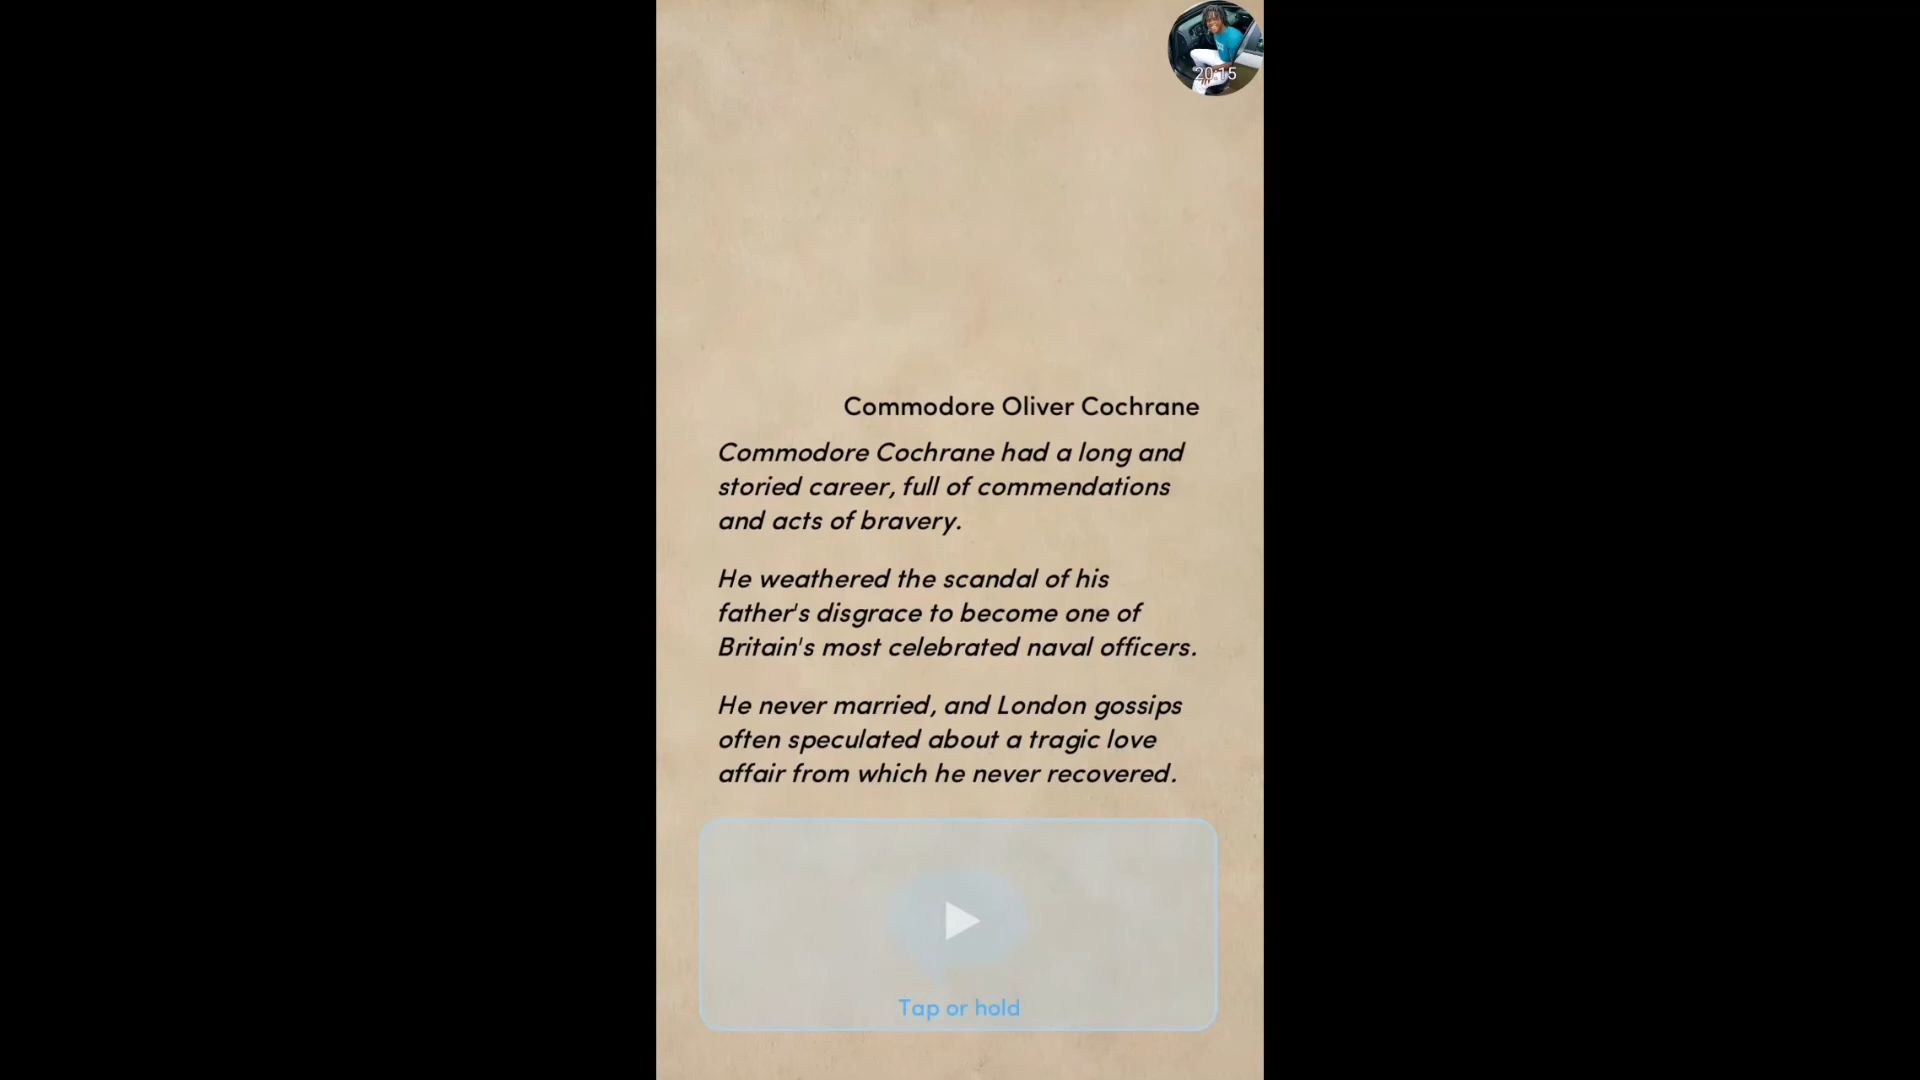 20:15
Commodore Oliver Cochrane
Commodore Cochrane had a long and
storied career, full of commendations
and acts of bravery.
He weathered the scandal of his
father's disgrace to become one of
Britain's most celebrated naval officers.
He never married, and London gossips
often speculated about a tragic love
affair from which he never recovered.
Tap or hold